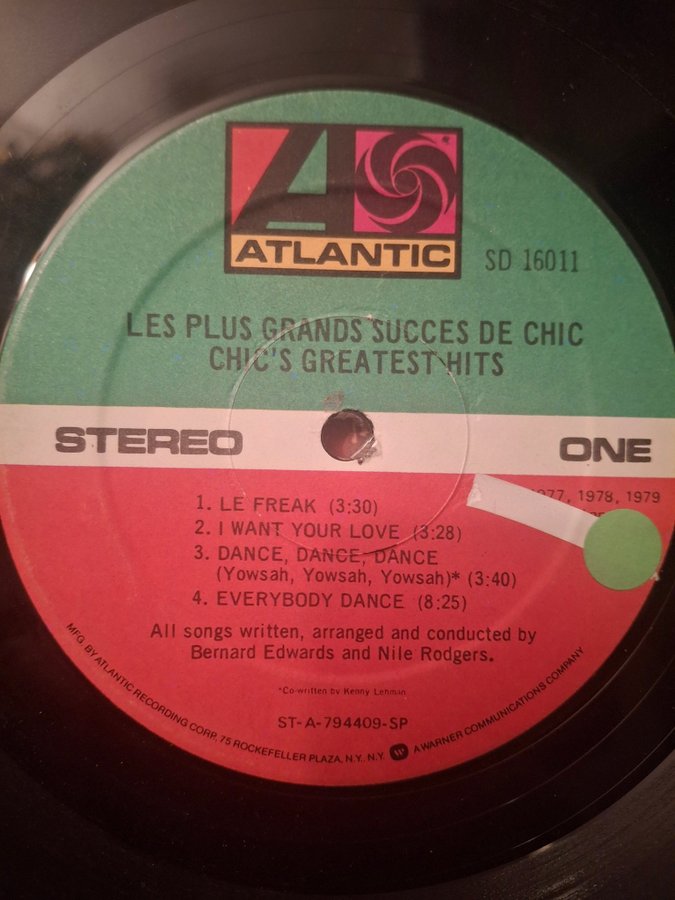 ATLANTIC
SD 16011
LES PLUS GRANDS SUCCES DE CHIC
CHIC'S GREATEST HITS
STEREO
ONE
1977, 1978, 1979
1. LE FREAK (3:30)
2. I WANT YOUR LOVE (3:28)
3. DANCE, DANCE, DANCE
(Yowsah, Yowsah, Yowsah)* (3:40)
4. EVERYBODY DANCE (8:25)
All songs written, arranged and conducted by
Bernard Edwards and Nile Rodgers.
*Co-written by Kenny Lehman
ST-A-794409-SP
MFG. BY ATLANTIC RECORDING CORP. 75 ROCKEFELLER PLAZA, N.Y. N.Y. W A WARNER COMMUNICATIONS COMPANY